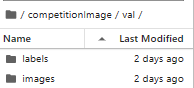 / competitionImage / val /
Name Last Modified
labels 2 days ago
images 2 days ago